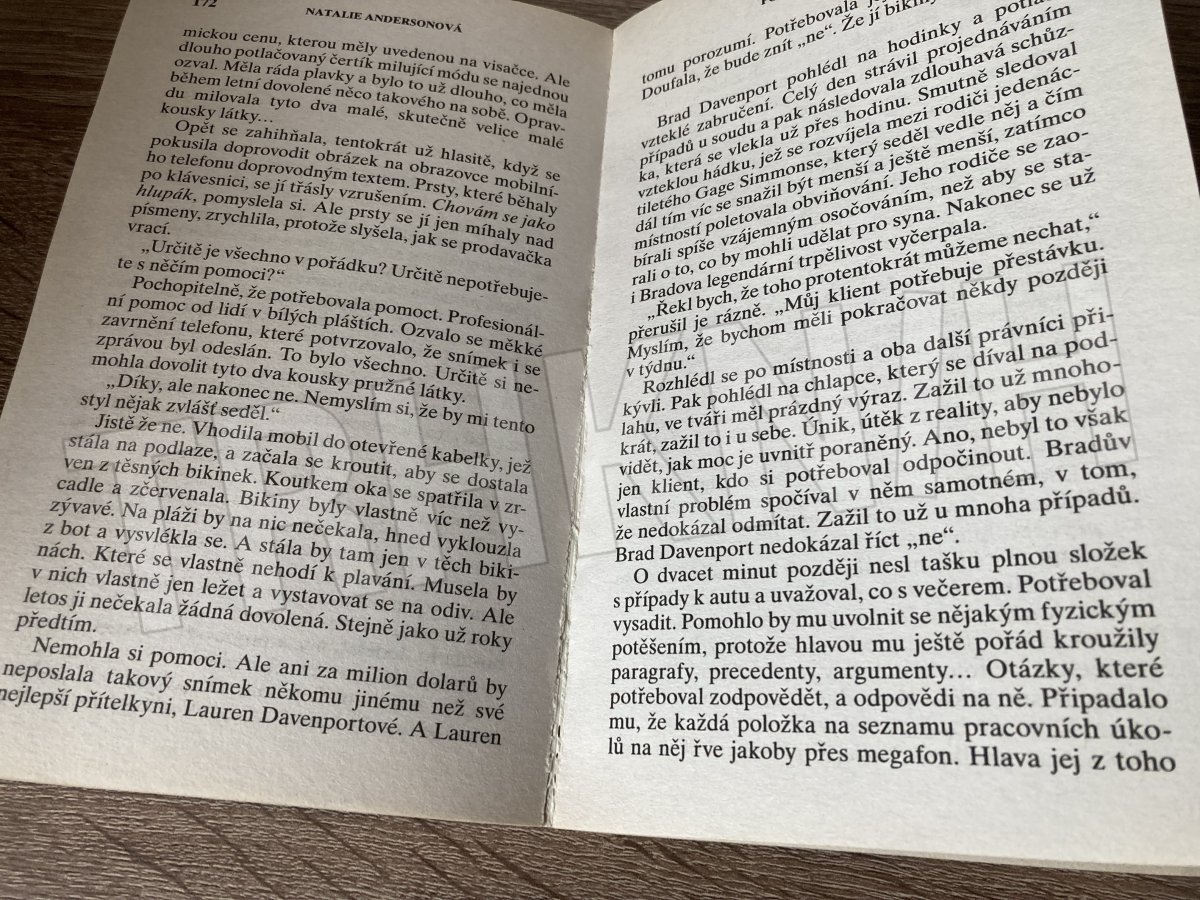 172
NATALIE ANDERSONOVÁ
mickou cenu, kterou měly uvedenou na visačce. Ale
dlouho potlačovaný čertík milující módu se najednou
ozval. Měla ráda plavky a bylo to už dlouho, co měla
během letní dovolené něco takového na sobě. Oprav-
du milovala tyto dva malé, skutečně velice malé
kousky látky…
Opět se zahihňala, tentokrát už hlasitě, když se
pokusila doprovodit obrázek na obrazovce mobilní-
ho telefonu doprovodným textem. Prsty, které běhaly
po klávesnici, se jí třásly vzrušením. Chovám se jako
hlupák, pomyslela si. Ale prsty se jí jen míhaly nad
písmeny, zrychlila, protože slyšela, jak se prodavačka
vrací.
„Určitě je všechno v pořádku? Určitě nepotřebuje-
te s něčím pomoci?“
Pochopitelně, že potřebovala pomoct. Profesionál-
ní pomoc od lidí v bílých pláštích. Ozvalo se měkké
zavrnění telefonu, které potvrzovalo, že snímek i se
zprávou byl odeslán. To bylo všechno. Určitě si ne-
mohla dovolit tyto dva kousky pružné látky.
„Díky, ale nakonec ne. Nemyslím si, že by mi tento
styl nějak zvlášť seděl.“
Jistě že ne. Vhodila mobil do otevřené kabelky, jež
stála na podlaze, a začala se kroutit, aby se dostala
ven z těsných bikinek. Koutkem oka se spatřila v zr-
cadle a zčervenala. Bikiny byly vlastně víc než vy-
zývavé. Na pláži by na nic nečekala, hned vyklouzla
z bot a vysvlékla se. A stála by tam jen v těch biki-
nách. Které se vlastně nehodí k plavání. Musela by
v nich vlastně jen ležet a vystavovat se na odiv. Ale
letos ji nečekala žádná dovolená. Stejně jako už roky
předtím.
Nemohla si pomoci. Ale ani za milion dolarů by
neposlala takový snímek někomu jinému než své
nejlepší přítelkyni, Lauren Davenportové. A Lauren
tomu porozumí. Potřebovala
Doufala, že bude znít „ne“. Že jí bikiny
Brad Davenport pohlédl na hodinky a potlačil
vzteklé zabručení. Celý den strávil projednáváním
případů u soudu a pak následovala zdlouhavá schůz-
ka, která se vlekla už přes hodinu. Smutně sledoval
vzteklou hádku, jež se rozvíjela mezi rodiči jedenác-
tiletého Gage Simmonse, který seděl vedle něj a čím
dál tím víc se snažil být menší a ještě menší, zatímco
místností poletovala obviňování. Jeho rodiče se zao-
bírali spíše vzájemným osočováním, než aby se sta-
rali o to, co by mohli udělat pro syna. Nakonec se už
i Bradova legendární trpělivost vyčerpala.
„Řekl bych, že toho protentokrát můžeme nechat,“
přerušil je rázně. „Můj klient potřebuje přestávku.
Myslím, že bychom měli pokračovat někdy později
v týdnu.“
Rozhlédl se po místnosti a oba další právníci při-
kývli. Pak pohlédl na chlapce, který se díval na pod-
lahu, ve tváři měl prázdný výraz. Zažil to už mnoho-
krát, zažil to i u sebe. Únik, útěk z reality, aby nebylo
vidět, jak moc je uvnitř poraněný. Ano, nebyl to však
jen klient, kdo si potřeboval odpočinout. Bradův
vlastní problém spočíval v něm samotném, v tom,
že nedokázal odmítat. Zažil to už u mnoha případů.
Brad Davenport nedokázal říct „ne“.
O dvacet minut později nesl tašku plnou složek
s případy k autu a uvažoval, co s večerem. Potřeboval
vysadit. Pomohlo by mu uvolnit se nějakým fyzickým
potěšením, protože hlavou mu ještě pořád kroužily
paragrafy, precedenty, argumenty… Otázky, které
potřeboval zodpovědět, a odpovědi na ně. Připadalo
mu, že každá položka na seznamu pracovních úko-
lů na něj řve jakoby přes megafon. Hlava jej z toho